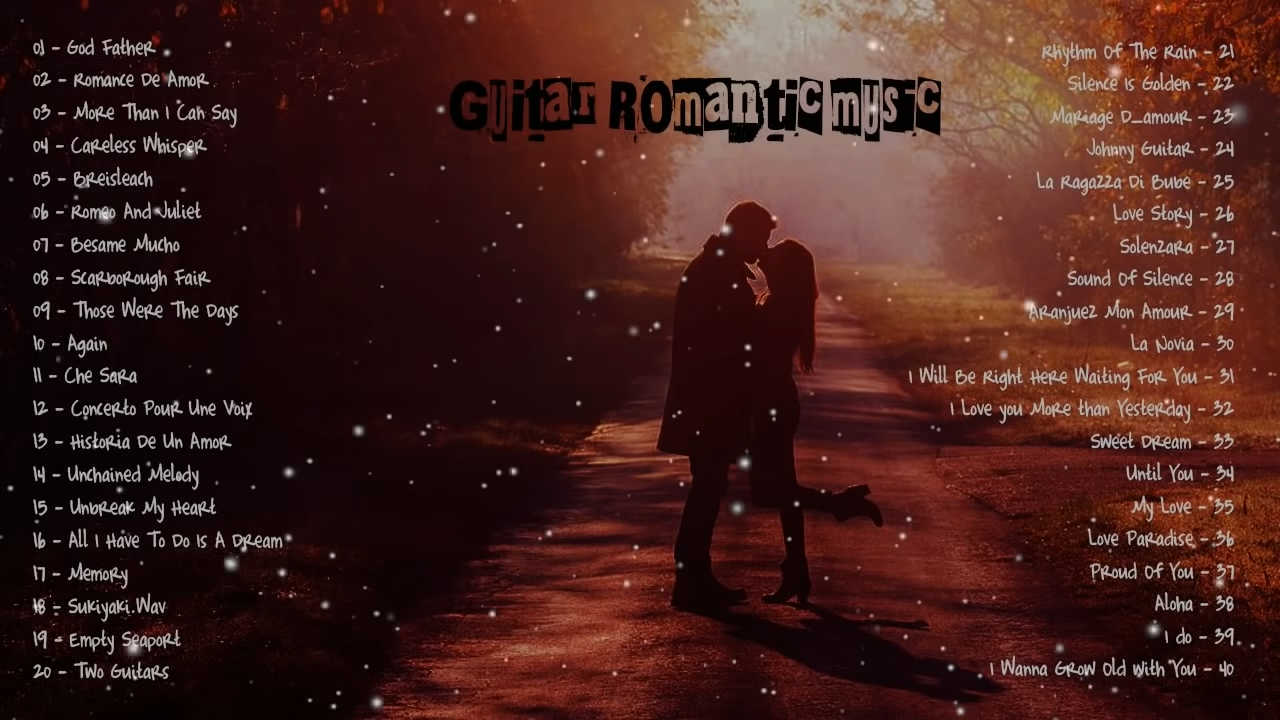 Guitar Romantic music
01 - God Father
02 - Romance De Amor
03 - More Than I Can Say
04 - Careless Whisper
05 - Breisleach
06 - Romeo And Juliet
07 - Besame Mucho
08 - Scarborough Fair
09 - Those Were The Days
10 - Again
11 - Che Sara
12 - Concerto Pour Une Voix
13 - Historia De Un Amor
14 - Unchained Melody
15 - Unbreak My Heart
16 - All I Have To Do Is A Dream
17 - Memory
18 - Sukiyaki.Wav
19 - Empty Seaport
20 - Two Guitars
Rhythm Of The Rain - 21
Silence Is Golden - 22
Mariage D_amour - 23
Johnny Guitar - 24
La Ragazza Di Bube - 25
Love Story - 26
Solenzara - 27
Sound Of Silence - 28
Aranjuez Mon Amour - 29
La Novia - 30
I Will Be Right Here Waiting For You - 31
I Love you More than Yesterday - 32
Sweet Dream - 33
Until You - 34
My Love - 35
Love Paradise - 36
Proud Of You - 37
Aloha - 38
I do - 39
I Wanna Grow Old With You - 40